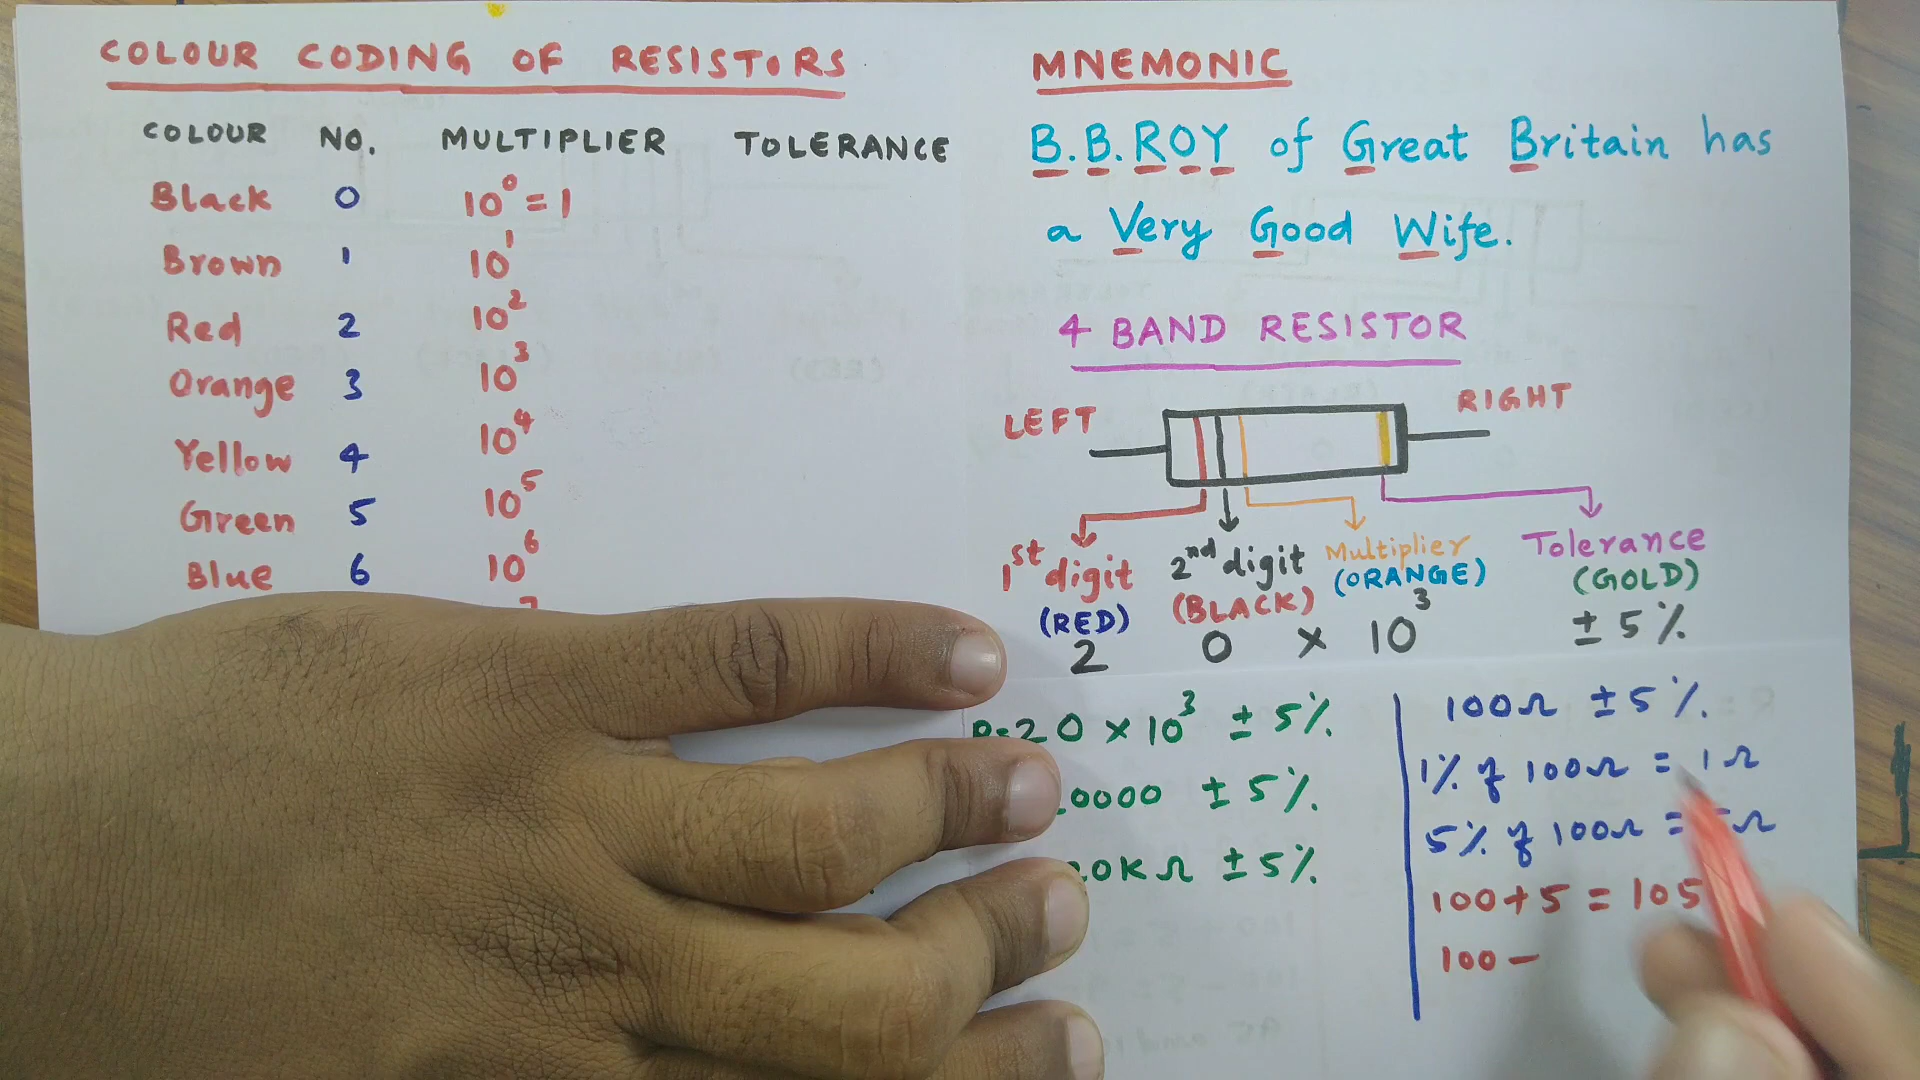 COLOUR CODING OF RESISTORS
COLOUR NO. MULTIPLIER TOLERANCE
Black 0 10⁰ = 1
Brown 1 10¹
Red 2 10²
Orange 3 10³
Yellow 4 10⁴
Green 5 10⁵
Blue 6 10⁶
MNEMONIC
B.B.ROY of Great Britain has
a Very Good Wife.
4 BAND RESISTOR
LEFT RIGHT
1st digit 2nd digit Multiplier Tolerance
(RED) (BLACK) (ORANGE) (GOLD)
2 0 × 10³ ± 5%
R=20 × 10³ ± 5%
0000 ± 5%
0KΩ ± 5%
100Ω ± 5%.
1% of 100Ω = 1Ω
5% of 100Ω = Ω
100+5 = 105
100 −